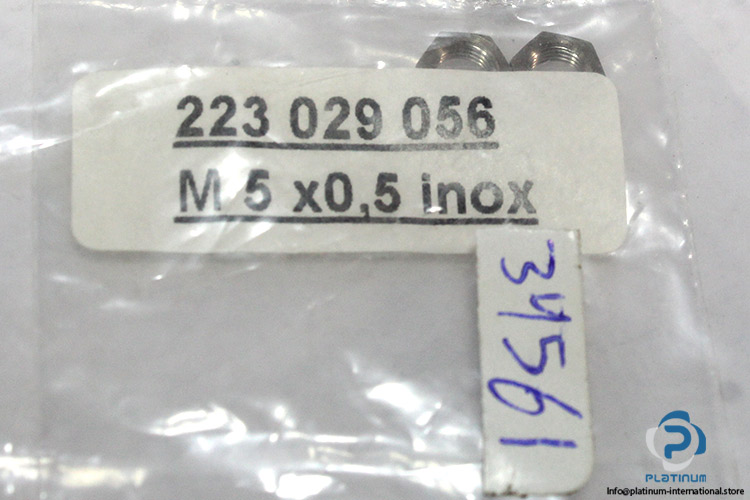 223 029 056
M 5 x0,5 inox
34561
PLATINUM
Info@platinum-international.store